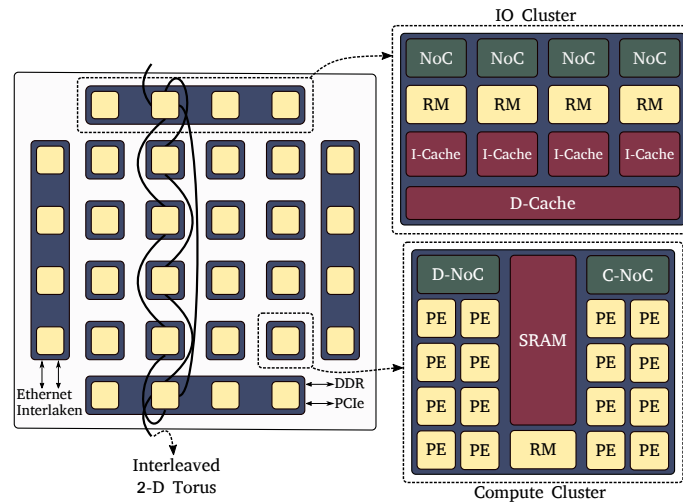 IO Cluster
NoC NoC NoC NoC
RM RM RM RM
I-Cache I-Cache I-Cache I-Cache
D-Cache
D-NoC SRAM C-NoC
PE PE PE PE
PE PE PE PE
PE PE PE PE
PE PE RM PE PE
Compute Cluster
DDR
PCIe
Ethernet
Interlaken
Interleaved
2-D Torus